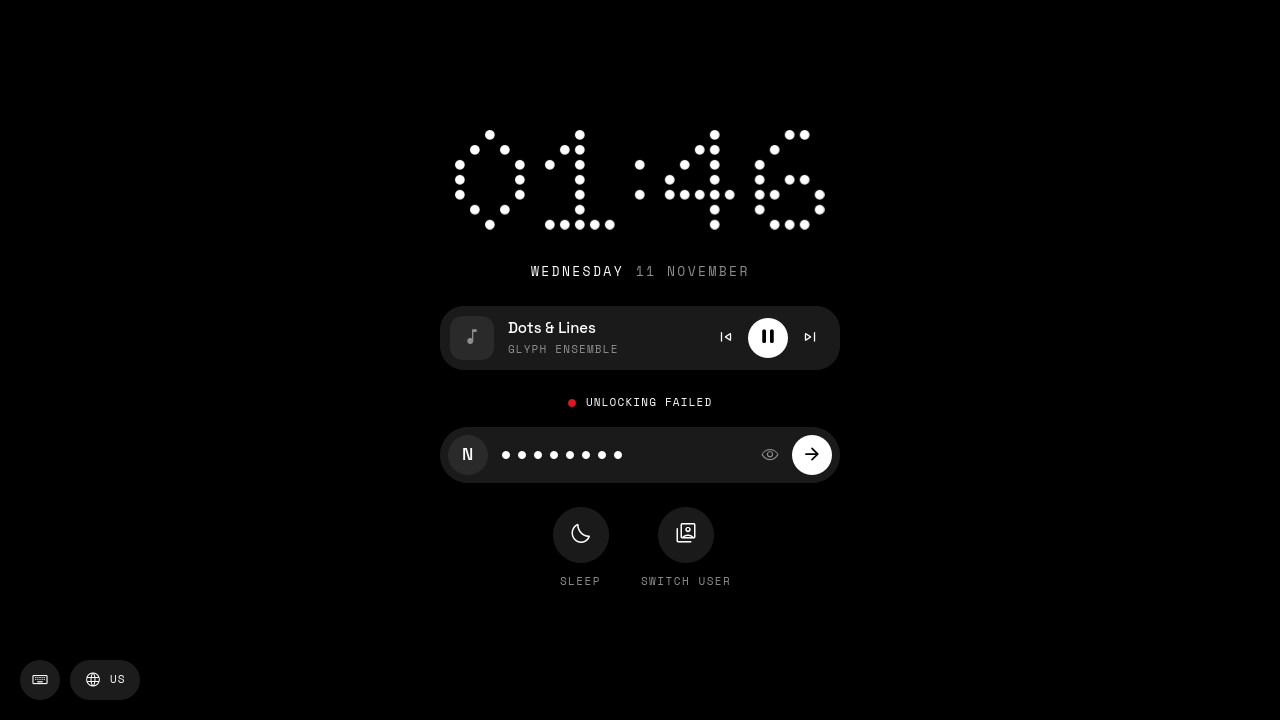 01:46
WEDNESDAY 11 NOVEMBER
Dots & Lines
GLYPH ENSEMBLE
UNLOCKING FAILED
N
SLEEP
SWITCH USER
US